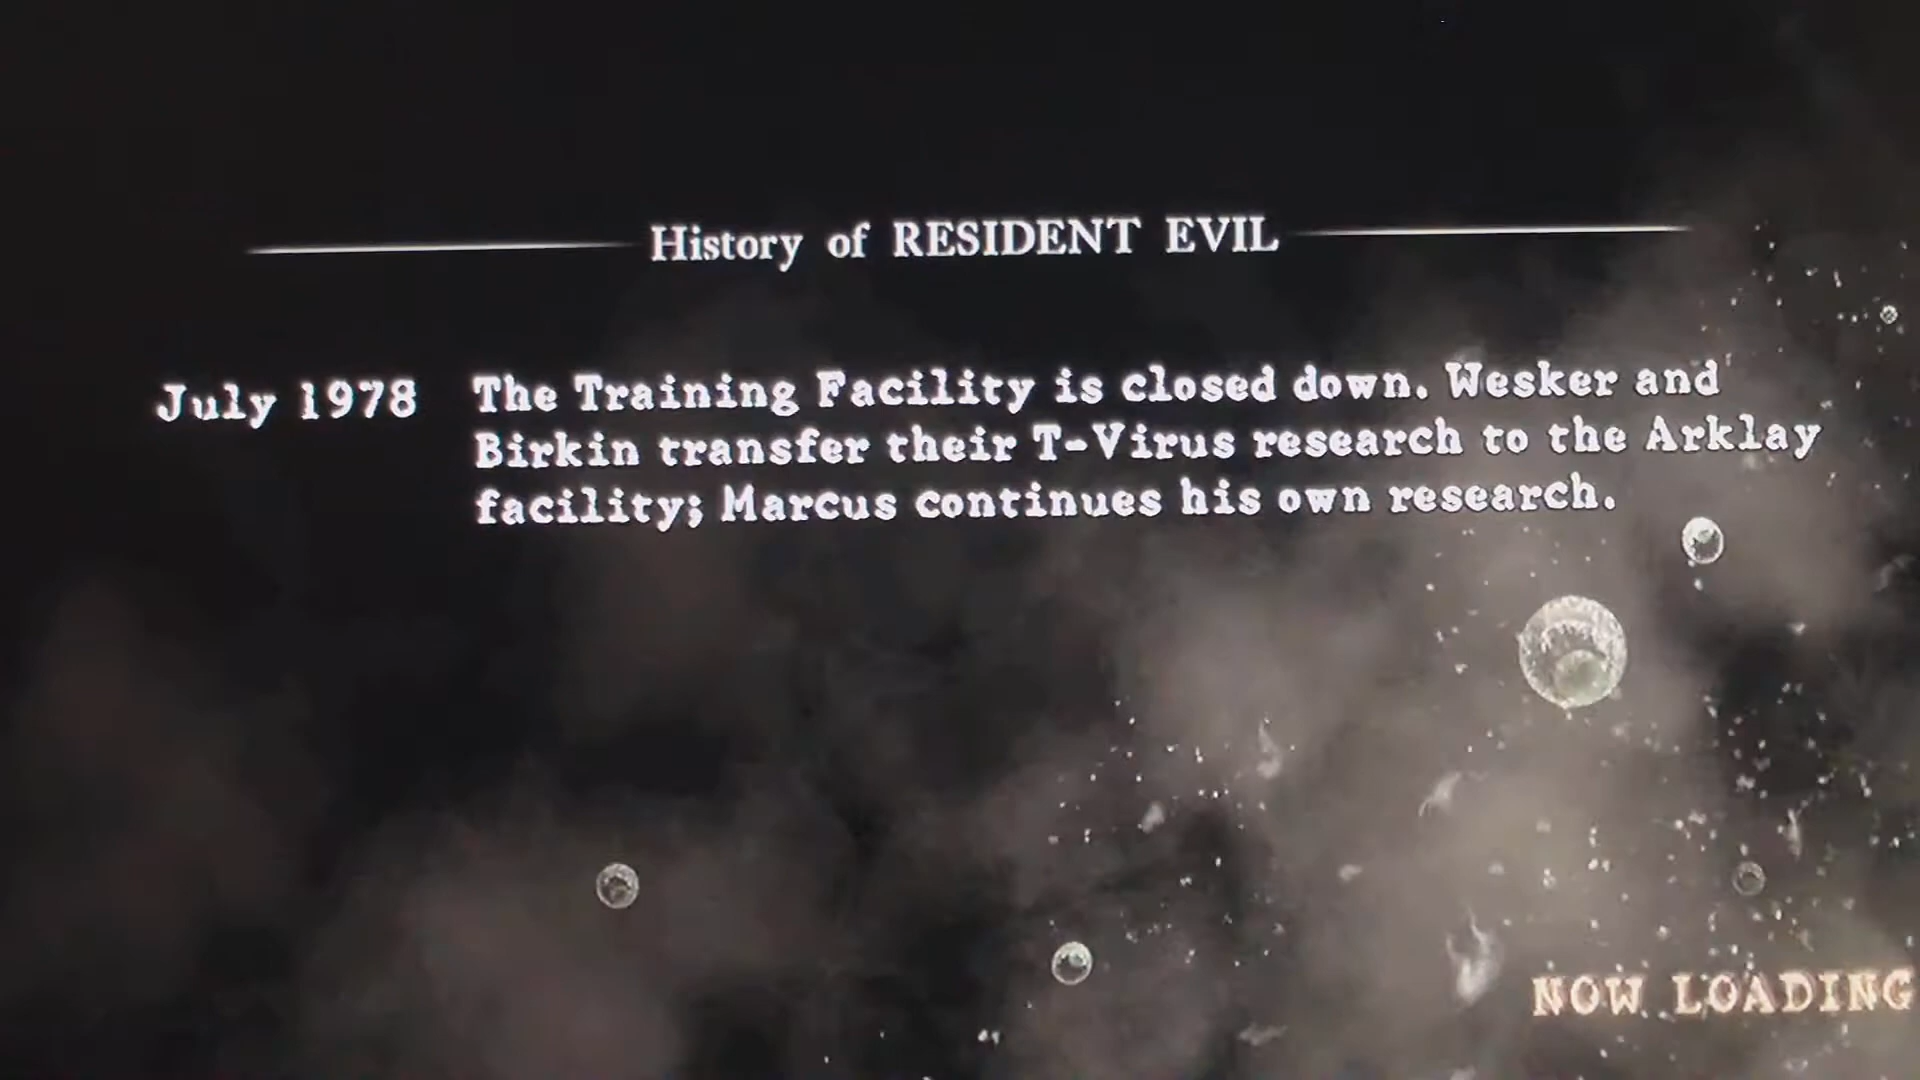 History of RESIDENT EVIL
July 1978 The Training Facility is closed down. Wesker and
Birkin transfer their T-Virus research to the Arklay
facility; Marcus continues his own research.
NOW LOADING